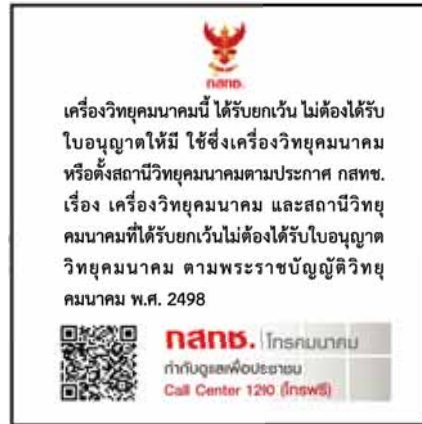 กสทช.
เครื่องวิทยุคมนาคมนี้ ได้รับยกเว้น ไม่ต้องได้รับ
ใบอนุญาตให้มี ใช้ซึ่งเครื่องวิทยุคมนาคม
หรือตั้งสถานีวิทยุคมนาคมตามประกาศ กสทช.
เรื่อง เครื่องวิทยุคมนาคม และสถานีวิทยุ
คมนาคมที่ได้รับยกเว้นไม่ต้องได้รับใบอนุญาต
วิทยุคมนาคม ตามพระราชบัญญัติวิทยุ
คมนาคม พ.ศ. 2498
กสทช. โทรคมนาคม
กำกับดูแลเพื่อประชาชน
Call Center 1210 (โทรฟรี)